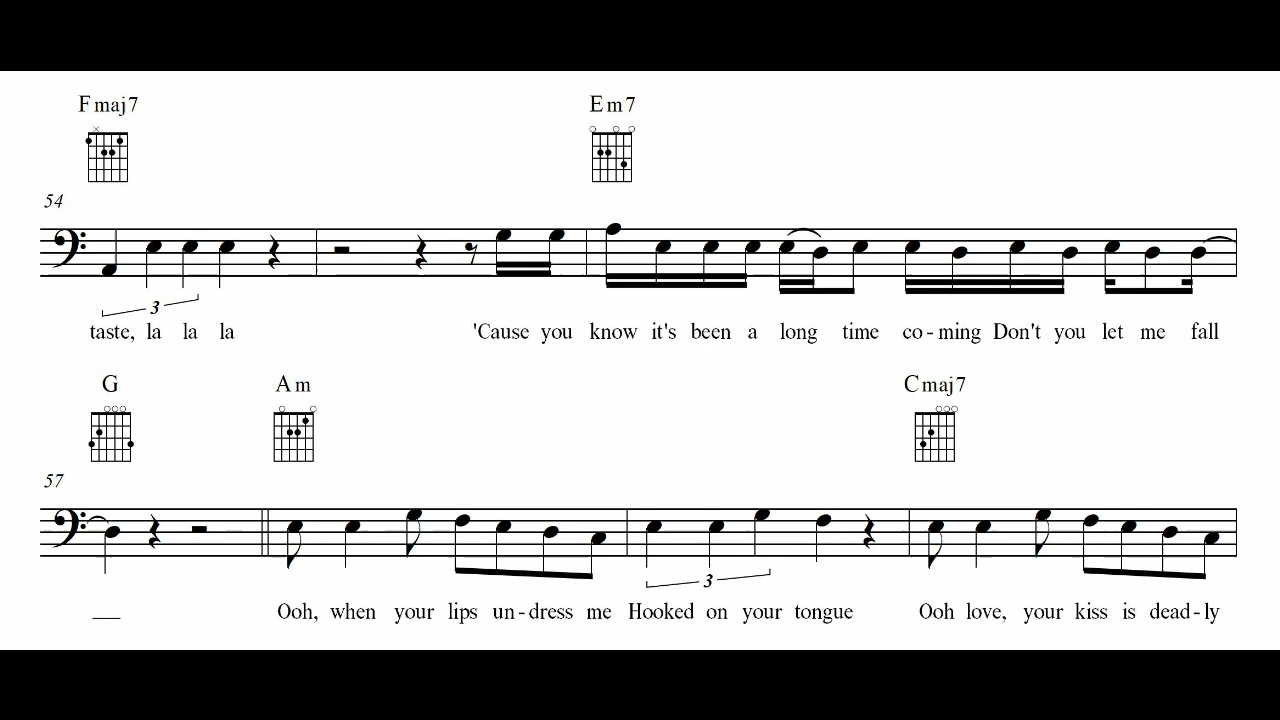 Fmaj7 Em7
54
3
taste, la la la 'Cause you know it's been a long time co-ming Don't you let me fall
G Am Cmaj7
57
3
Ooh, when your lips un-dress me Hooked on your tongue Ooh love, your kiss is dead-ly